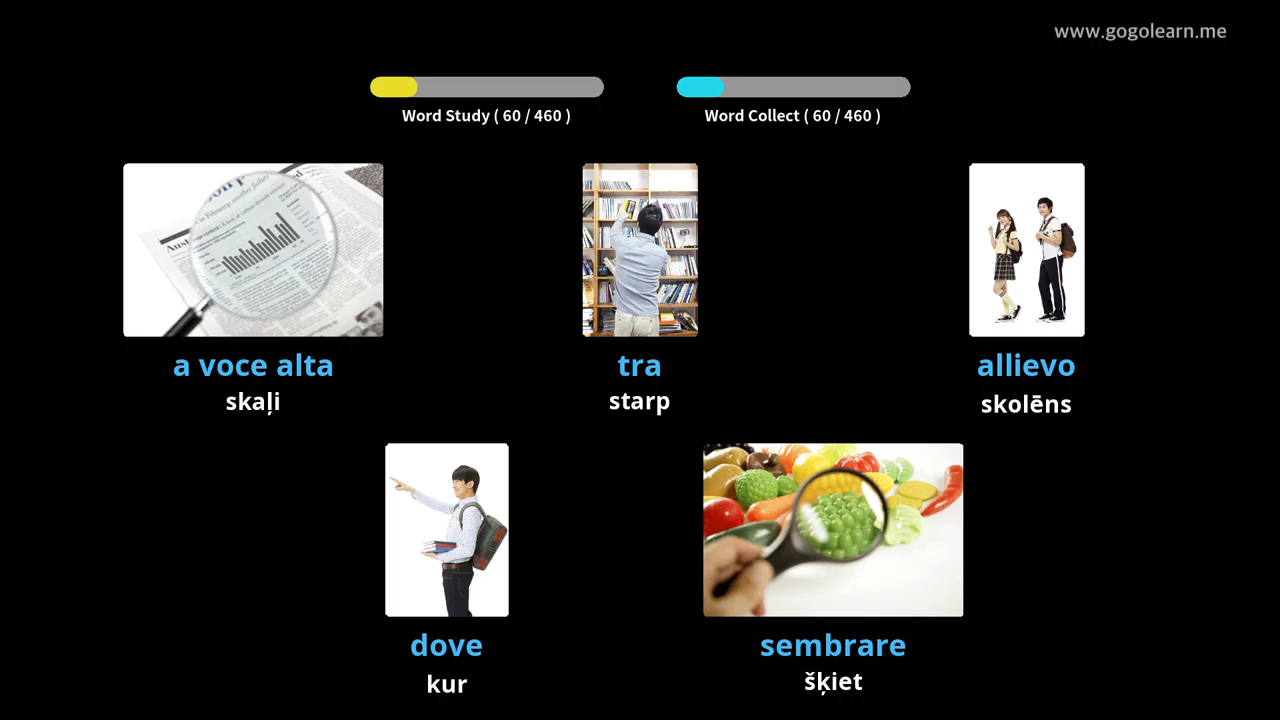 www.gogolearn.me
Word Study ( 60 / 460 )
Word Collect ( 60 / 460 )
a voce alta
skaļi
tra
starp
allievo
skolēns
dove
kur
sembrare
šķiet